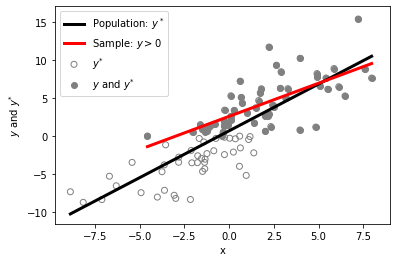 Population: y*
Sample: y > 0
y*
y and y*
y and y*
15
10
5
0
−5
−10
−7.5 −5.0 −2.5 0.0 2.5 5.0 7.5
x